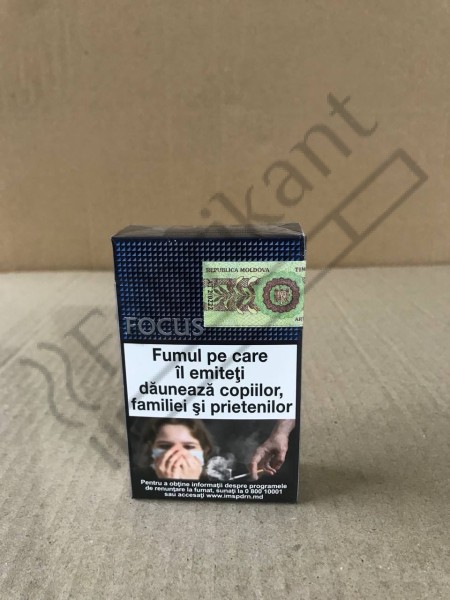 REPUBLICA MOLDOVA
FOCUS
Fumul pe care
îl emiteţi
dăunează copiilor,
familiei şi prietenilor
Pentru a obţine informaţii despre programele
de renunţare la fumat, sunaţi la 0 800 10001
sau accesaţi www.imspdrn.md